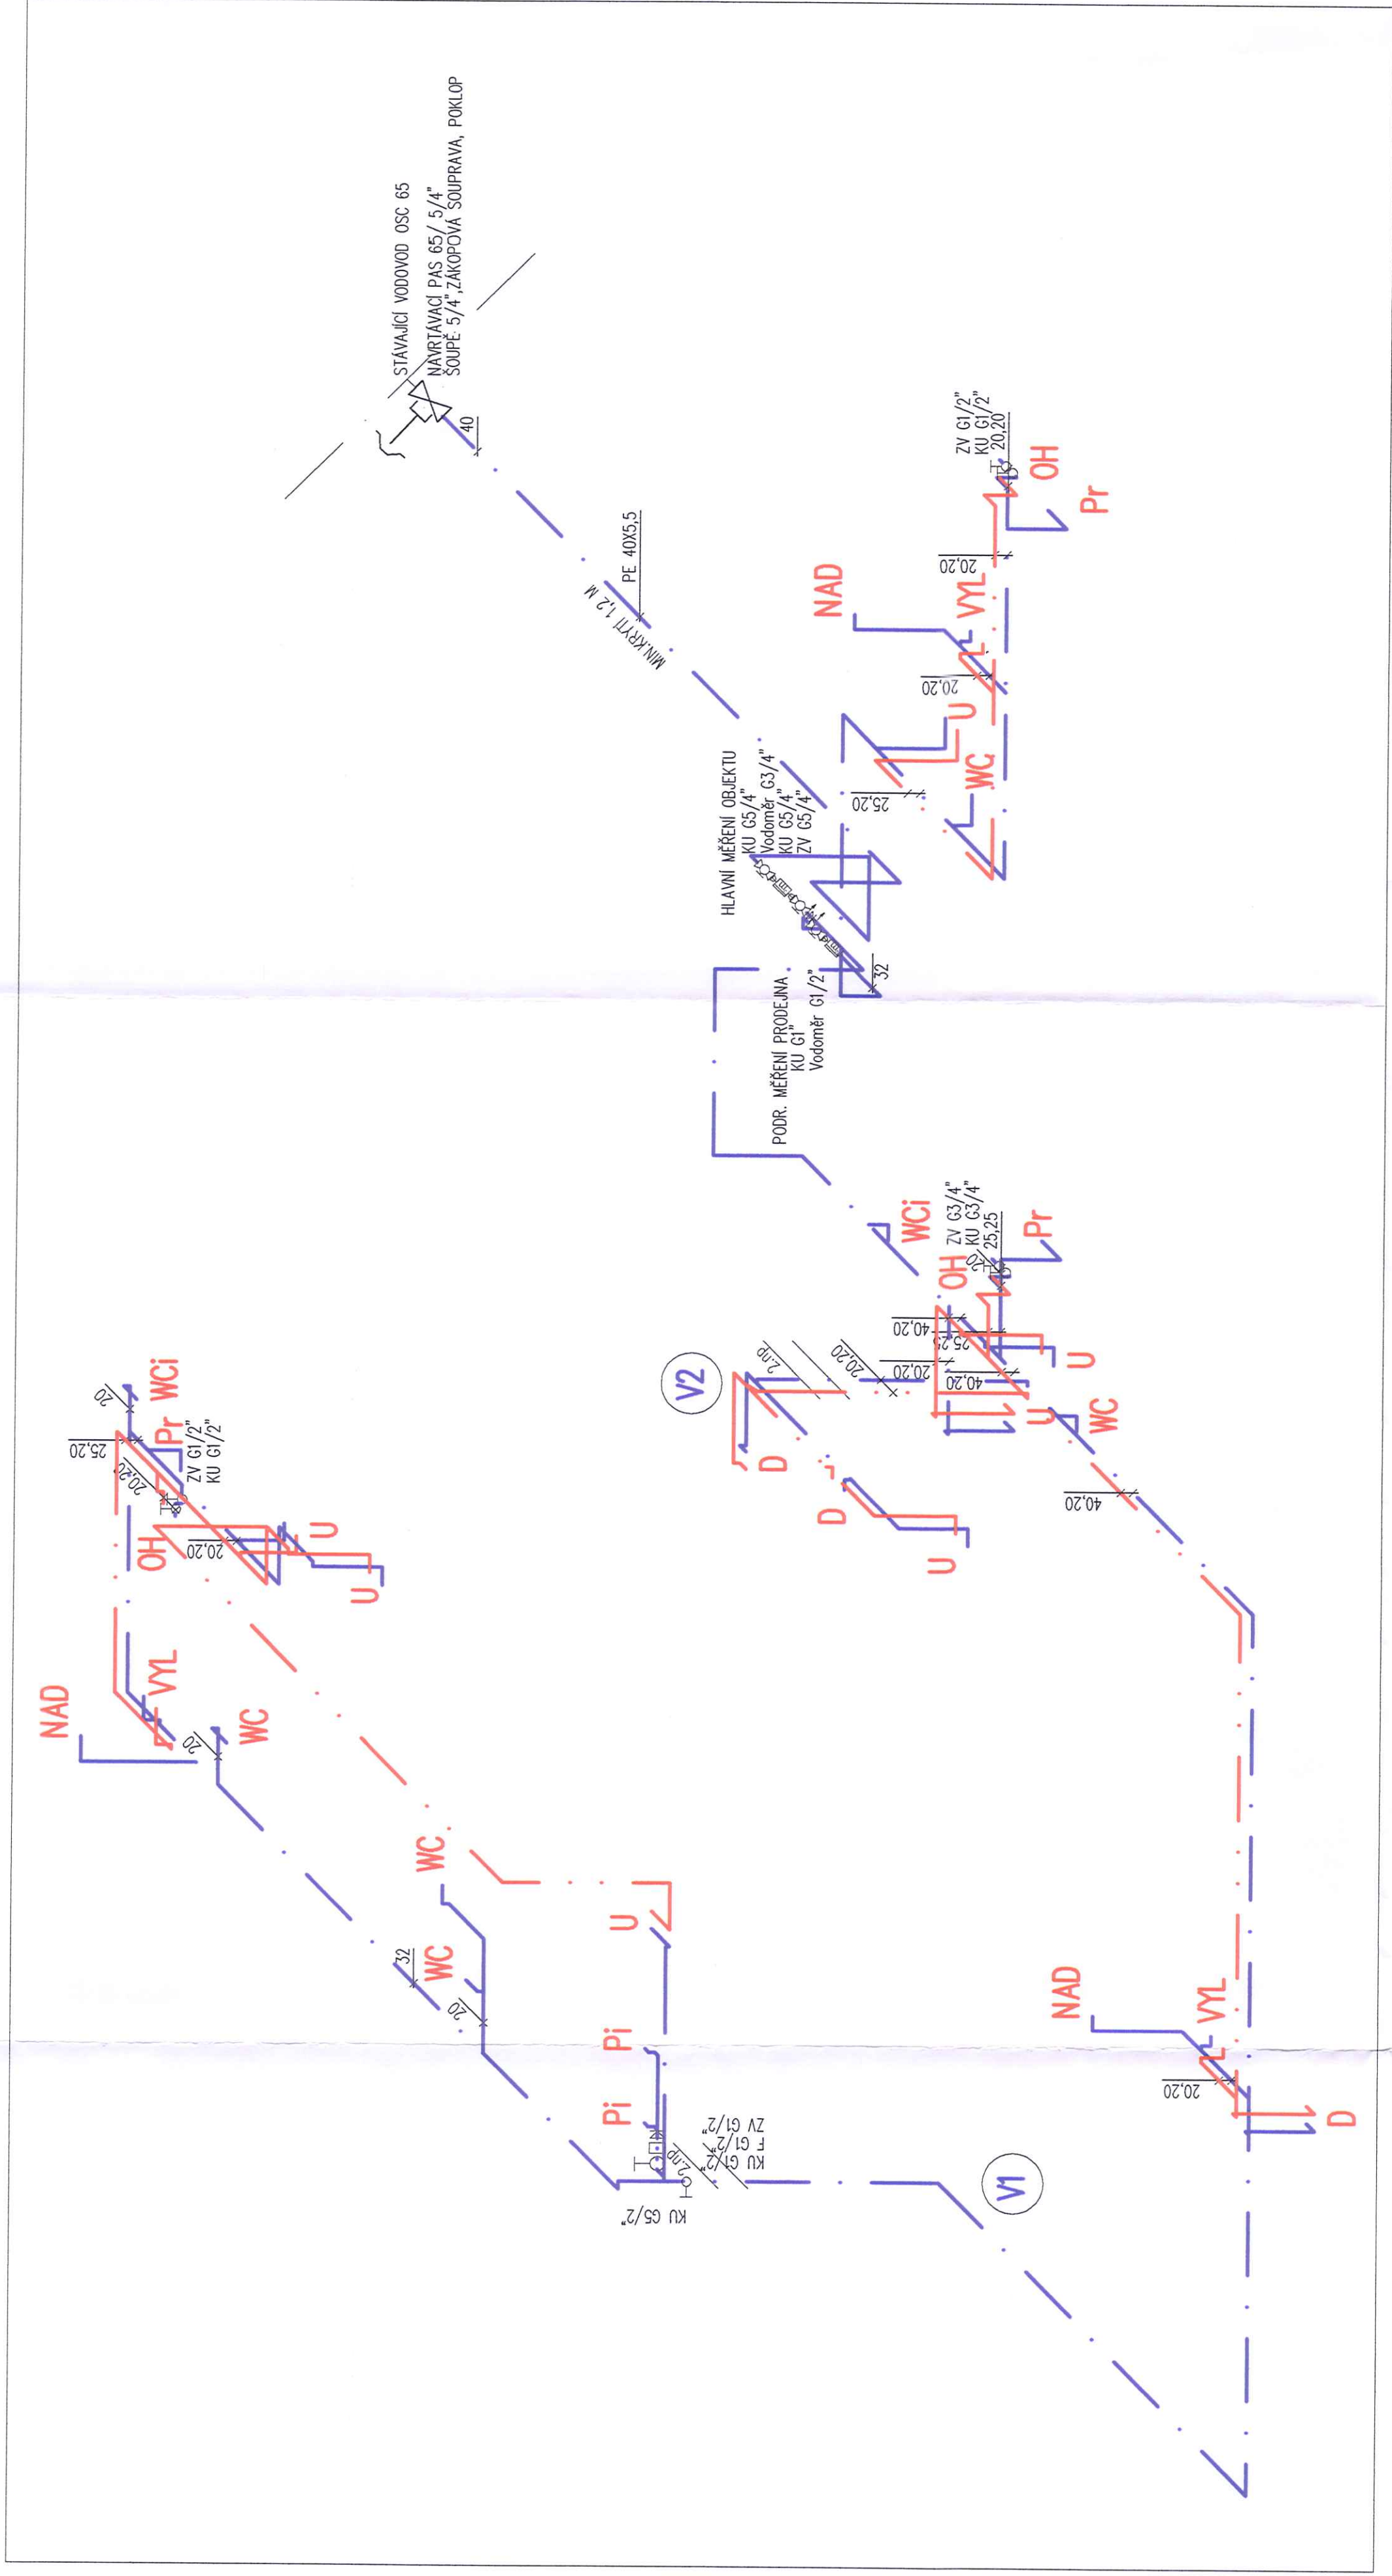 STÁVAJÍCÍ VODOVOD OSC 65
NAVRTÁVACÍ PAS 65/ 5/4"
ŠOUPĚ 5/4",ZÁKOPOVÁ SOUPRAVA, POKLOP
40
PE 40X5,5
MIN.KRYTÍ 1,2 M
HLAVNÍ MĚŘENÍ OBJEKTU
KU G5/4"
Vodoměr G3/4"
KU G5/4"
ZV G5/4"
32
PODR. MĚŘENÍ PRODEJNA
KU G1"
Vodoměr G1/2"
ZV G1/2"
KU G1/2"
20,20
OH
Pr
20,20
NAD
VYL
20,20
U
25,20
WC
WCi
OH
ZV G3/4"
KU G3/4"
25,25
20
Pr
40,20
25,25
20,20
40,20
U
U
WC
40,20
V2
2.np
20,20
D
D
U
WCi
20
25,20
Pr
ZV G1/2"
KU G1/2"
20,20
OH
20,20
U
U
NAD
VYL
WC
20
WC
32
WC
20
U
Pi
Pi
2.np
KU G1/2"
F G1/2"
ZV G1/2"
KU G5/2"
V1
NAD
VYL
20,20
D